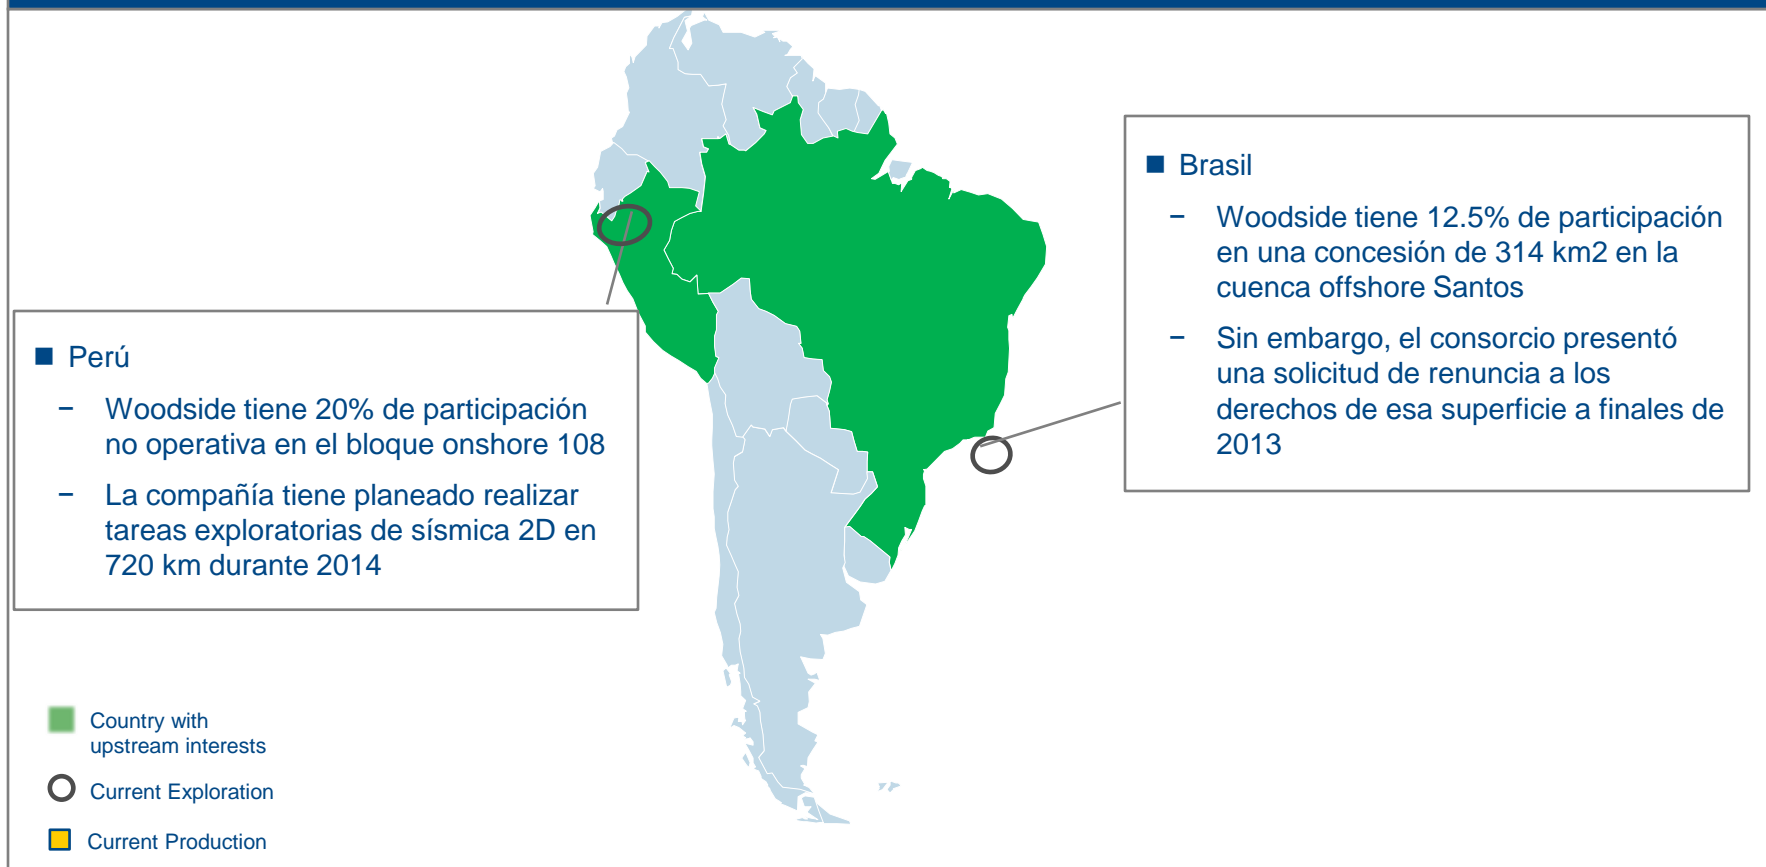 ■ Perú
– Woodside tiene 20% de participación
no operativa en el bloque onshore 108
– La compañía tiene planeado realizar
tareas exploratorias de sísmica 2D en
720 km durante 2014
■ Brasil
– Woodside tiene 12.5% de participación
en una concesión de 314 km2 en la
cuenca offshore Santos
– Sin embargo, el consorcio presentó
una solicitud de renuncia a los
derechos de esa superficie a finales de
2013
Country with
upstream interests
Current Exploration
Current Production